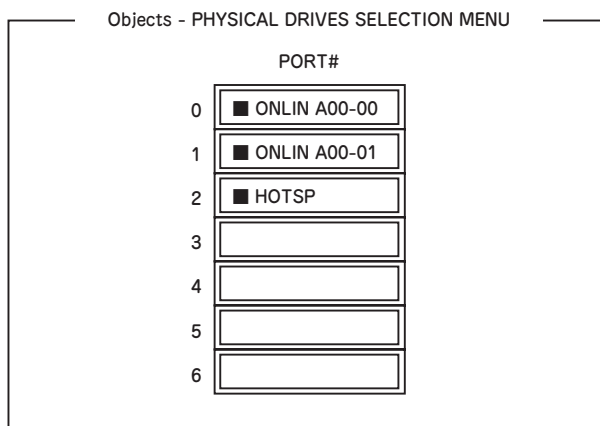 Objects - PHYSICAL DRIVES SELECTION MENU
PORT#
0 ■ ONLIN A00-00
1 ■ ONLIN A00-01
2 ■ HOTSP
3
4
5
6